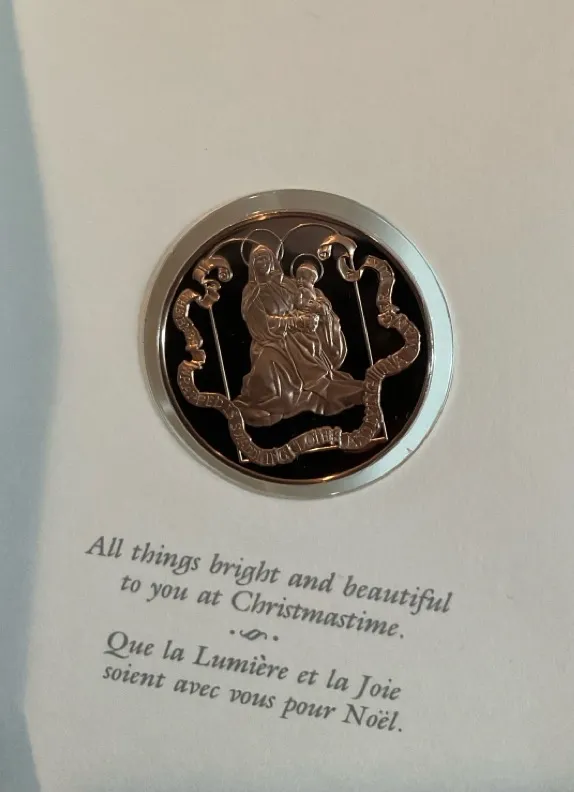 All things bright and beautiful
to you at Christmastime.
Que la Lumière et la Joie
soient avec vous pour Noël.